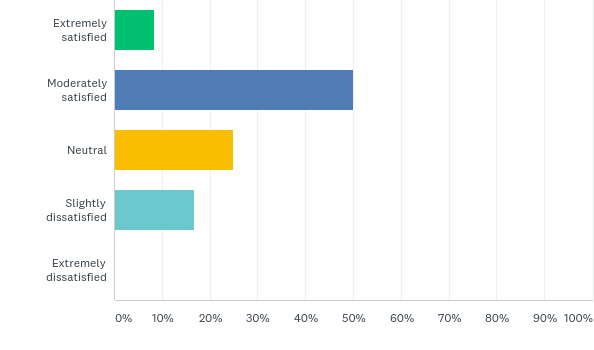 Extremely
satisfied
Moderately
satisfied
Neutral
Slightly
dissatisfied
Extremely
dissatisfied
0% 10% 20% 30% 40% 50% 60% 70% 80% 90% 100%